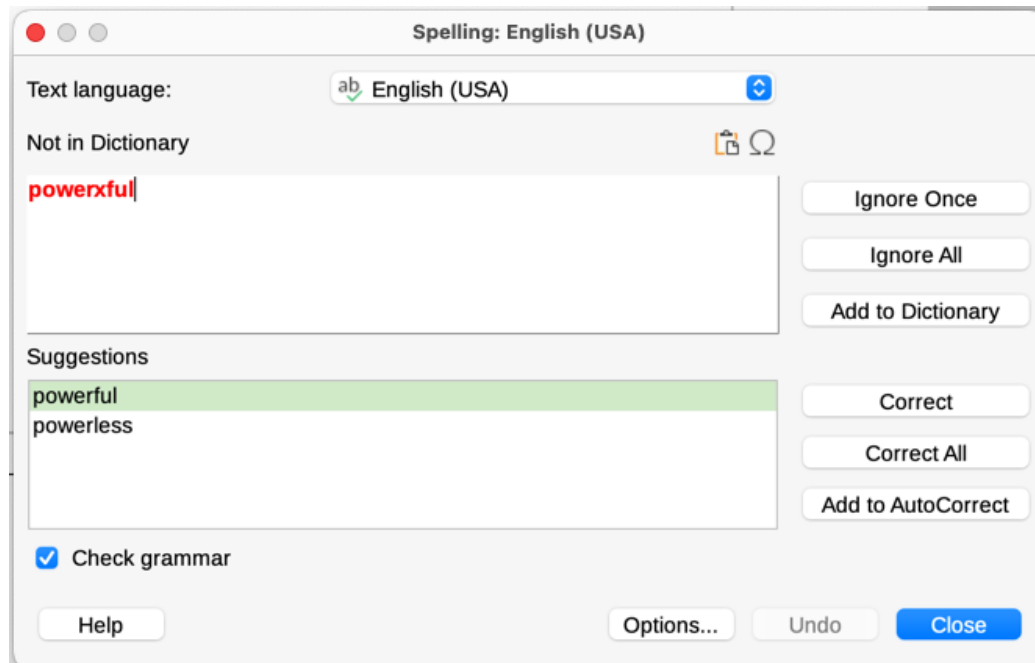 Spelling: English (USA)
Text language:
ab English (USA)
Not in Dictionary
powerxful
Ignore Once
Ignore All
Add to Dictionary
Suggestions
powerful
powerless
Correct
Correct All
Add to AutoCorrect
Check grammar
Help
Options...
Undo
Close